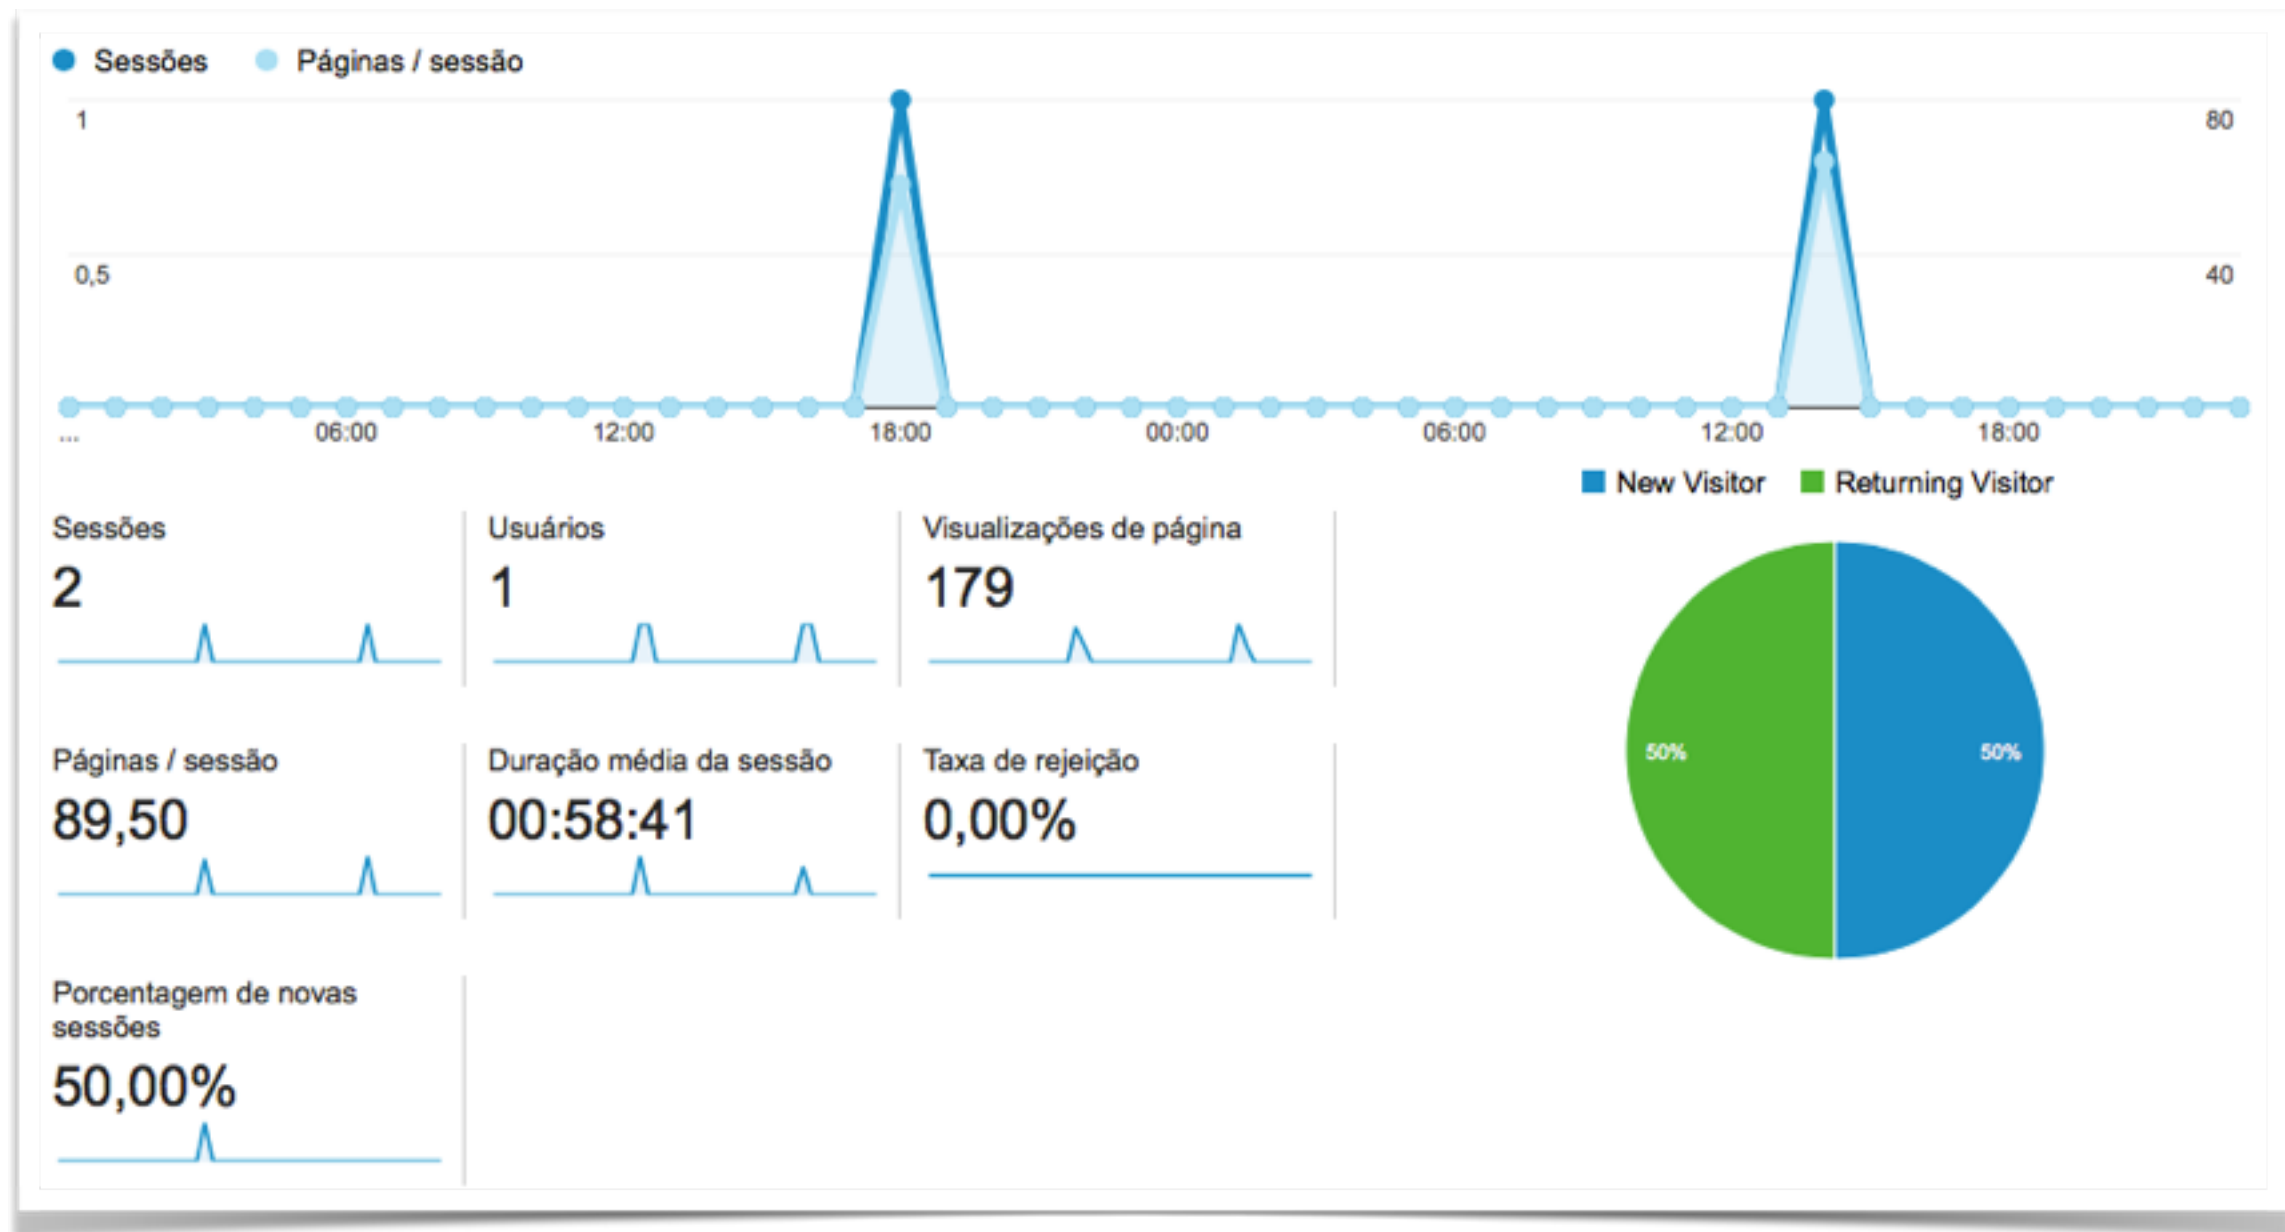 Sessões Páginas / sessão
1 80
0,5 40
... 06:00 12:00 18:00 00:00 06:00 12:00 18:00
New Visitor Returning Visitor
Sessões Usuários Visualizações de página
2 1 179
Páginas / sessão Duração média da sessão Taxa de rejeição
89,50 00:58:41 0,00%
50% 50%
Porcentagem de novas
sessões
50,00%